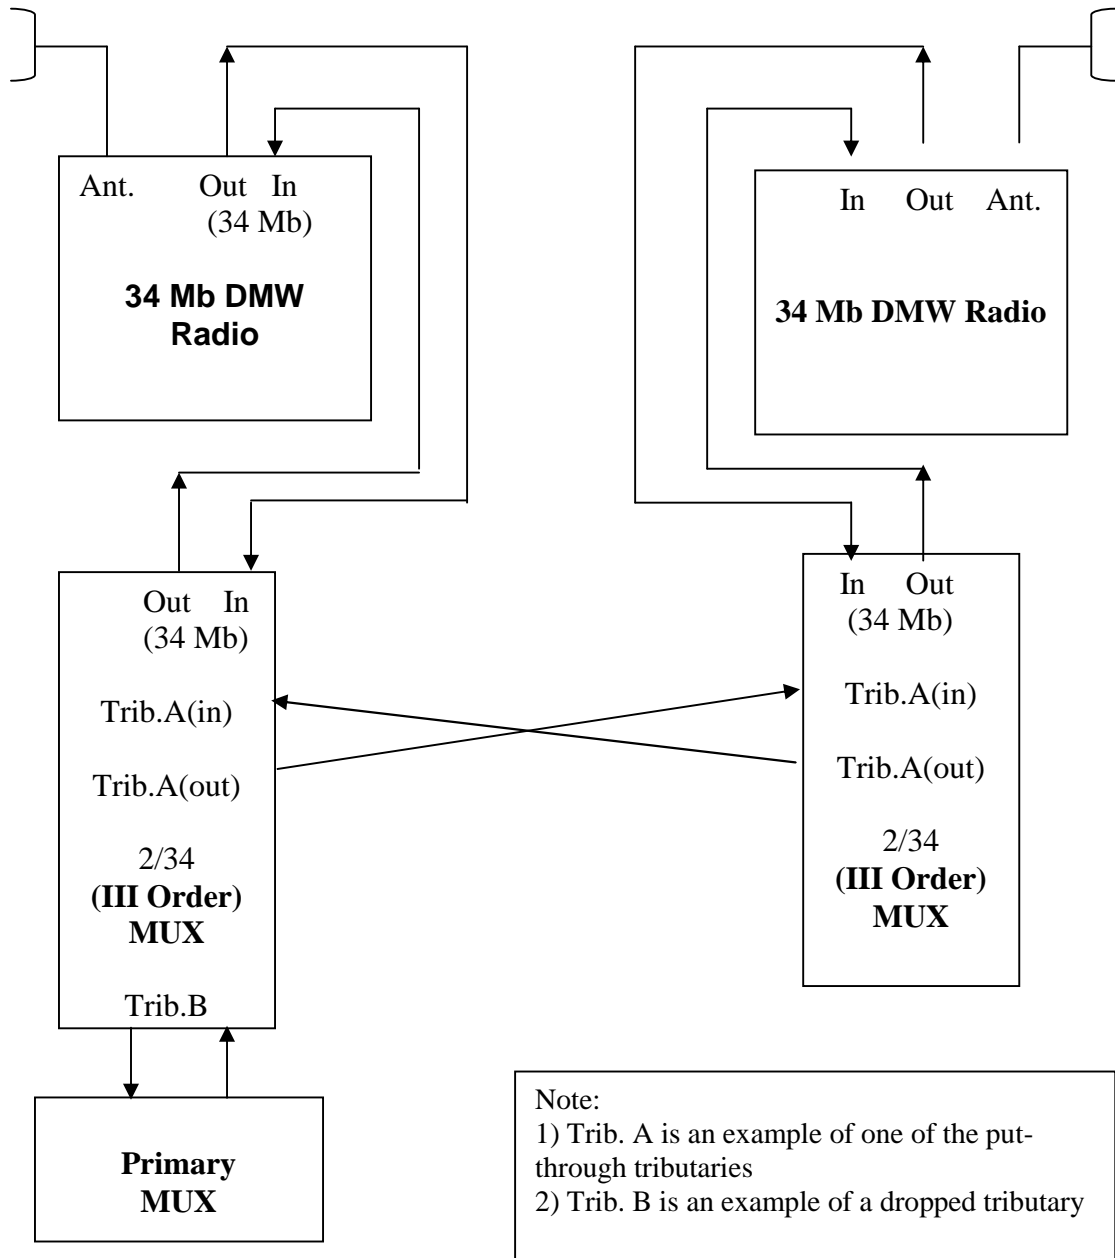 Ant. Out In
(34 Mb)
34 Mb DMW
Radio
In Out Ant.
34 Mb DMW Radio
Out In
(34 Mb)
Trib.A(in)
Trib.A(out)
2/34
(III Order)
MUX
Trib.B
In Out
(34 Mb)
Trib.A(in)
Trib.A(out)
2/34
(III Order)
MUX
Primary
MUX
Note:
1) Trib. A is an example of one of the put-
through tributaries
2) Trib. B is an example of a dropped tributary